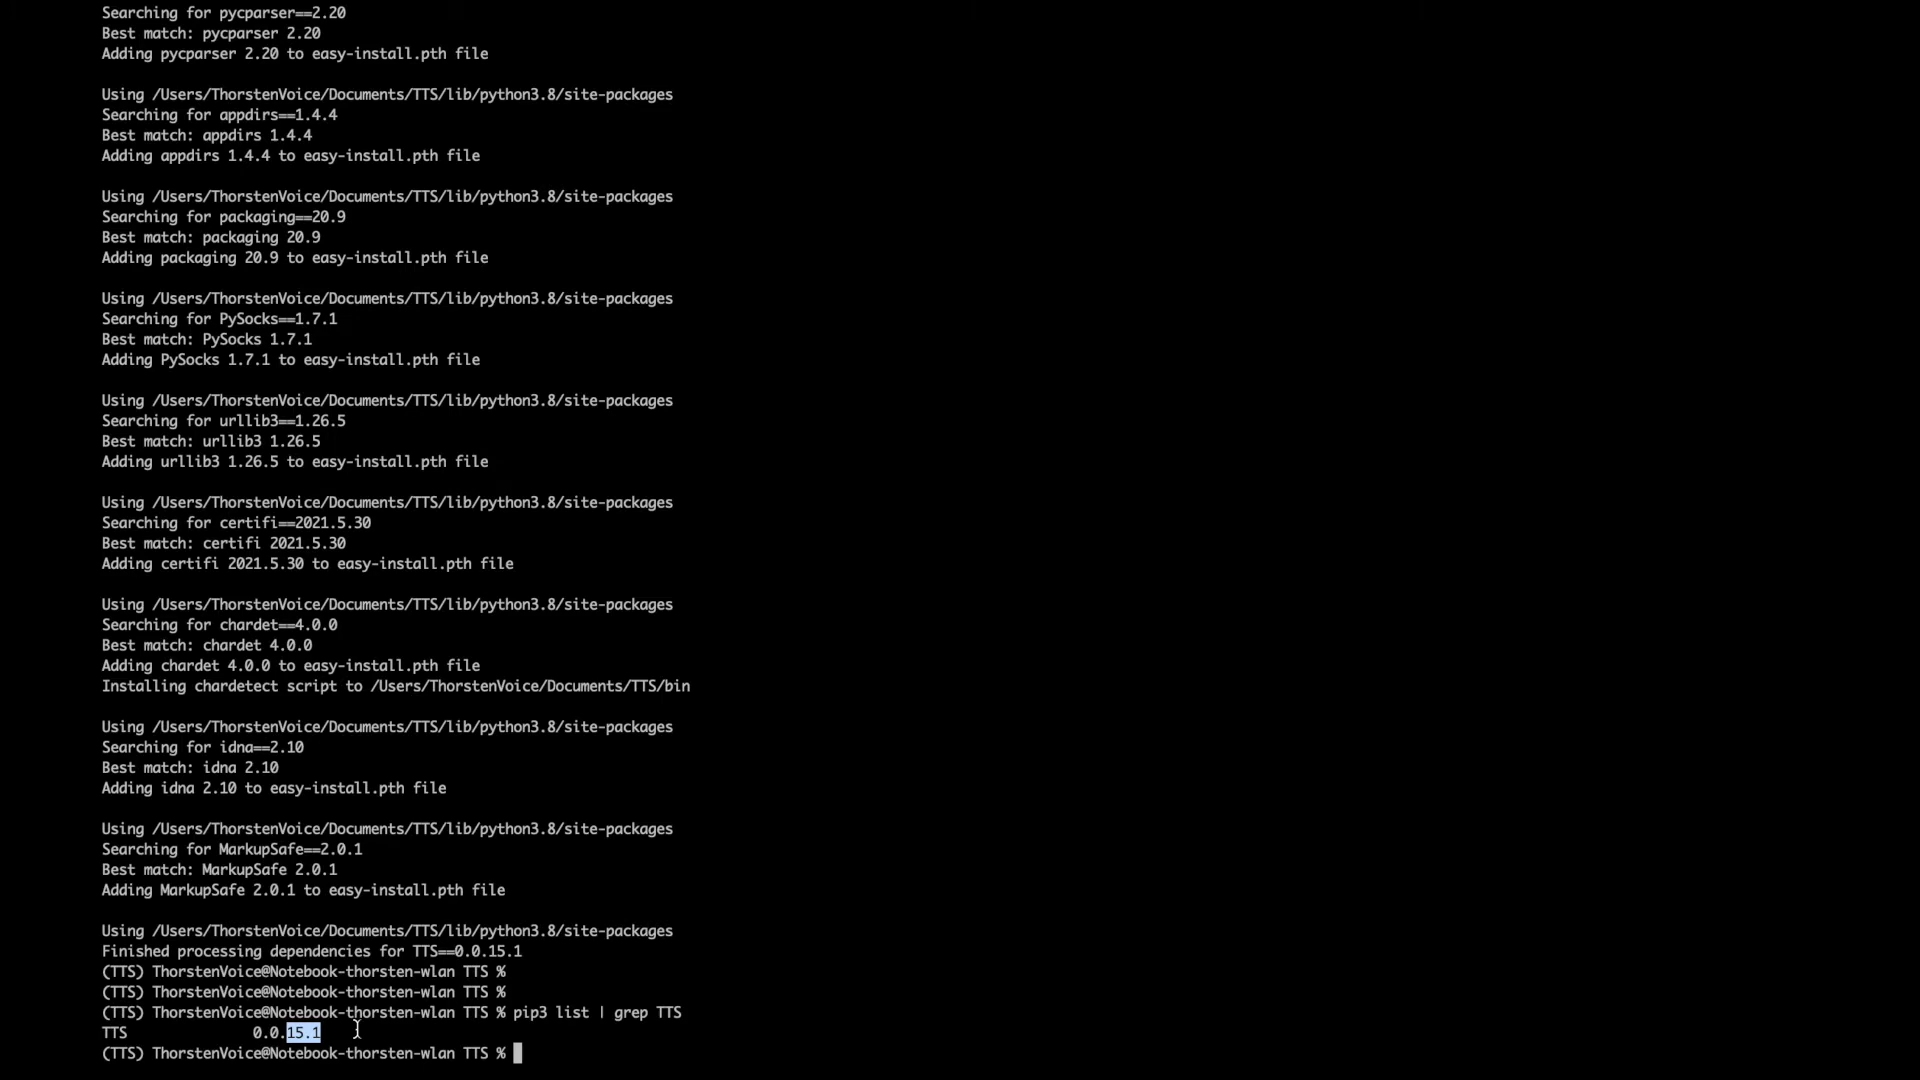 Searching for pycparser==2.20
Best match: pycparser 2.20
Adding pycparser 2.20 to easy-install.pth file
Using /Users/ThorstenVoice/Documents/TTS/lib/python3.8/site-packages
Searching for appdirs==1.4.4
Best match: appdirs 1.4.4
Adding appdirs 1.4.4 to easy-install.pth file
Using /Users/ThorstenVoice/Documents/TTS/lib/python3.8/site-packages
Searching for packaging==20.9
Best match: packaging 20.9
Adding packaging 20.9 to easy-install.pth file
Using /Users/ThorstenVoice/Documents/TTS/lib/python3.8/site-packages
Searching for PySocks==1.7.1
Best match: PySocks 1.7.1
Adding PySocks 1.7.1 to easy-install.pth file
Using /Users/ThorstenVoice/Documents/TTS/lib/python3.8/site-packages
Searching for urllib3==1.26.5
Best match: urllib3 1.26.5
Adding urllib3 1.26.5 to easy-install.pth file
Using /Users/ThorstenVoice/Documents/TTS/lib/python3.8/site-packages
Searching for certifi==2021.5.30
Best match: certifi 2021.5.30
Adding certifi 2021.5.30 to easy-install.pth file
Using /Users/ThorstenVoice/Documents/TTS/lib/python3.8/site-packages
Searching for chardet==4.0.0
Best match: chardet 4.0.0
Adding chardet 4.0.0 to easy-install.pth file
Installing chardetect script to /Users/ThorstenVoice/Documents/TTS/bin
Using /Users/ThorstenVoice/Documents/TTS/lib/python3.8/site-packages
Searching for idna==2.10
Best match: idna 2.10
Adding idna 2.10 to easy-install.pth file
Using /Users/ThorstenVoice/Documents/TTS/lib/python3.8/site-packages
Searching for MarkupSafe==2.0.1
Best match: MarkupSafe 2.0.1
Adding MarkupSafe 2.0.1 to easy-install.pth file
Using /Users/ThorstenVoice/Documents/TTS/lib/python3.8/site-packages
Finished processing dependencies for TTS==0.0.15.1
(TTS) ThorstenVoice@Notebook-thorsten-wlan TTS %
(TTS) ThorstenVoice@Notebook-thorsten-wlan TTS %
(TTS) ThorstenVoice@Notebook-thorsten-wlan TTS % pip3 list | grep TTS
TTS 0.0.15.1
(TTS) ThorstenVoice@Notebook-thorsten-wlan TTS %